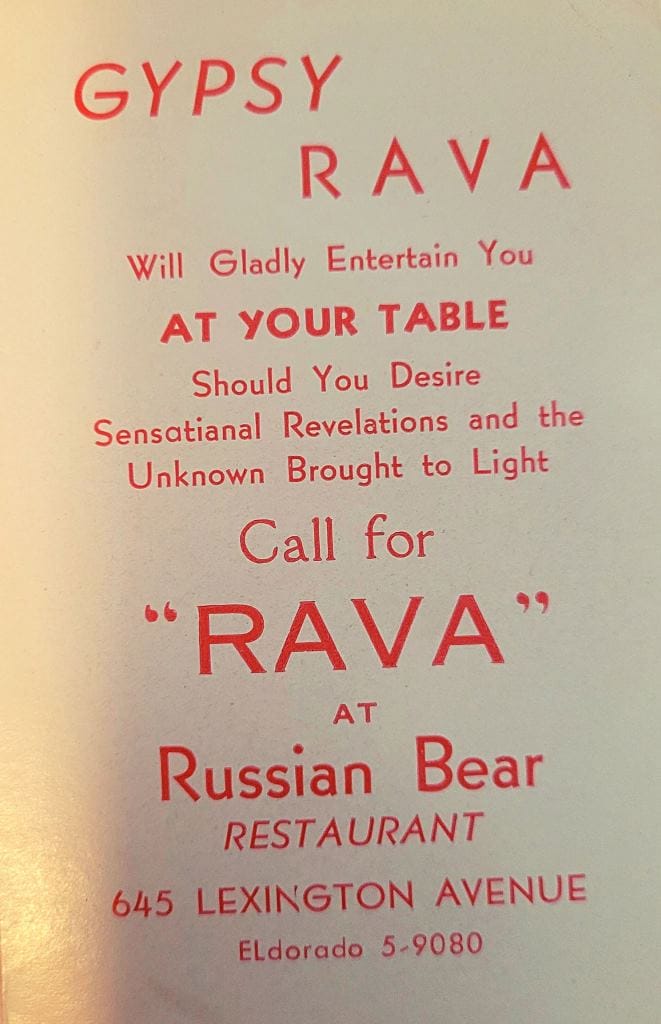 GYPSY
RAVA
Will Gladly Entertain You
AT YOUR TABLE
Should You Desire
Sensatianal Revelations and the
Unknown Brought to Light
Call for
“RAVA”
AT
Russian Bear
RESTAURANT
645 LEXINGTON AVENUE
ELdorado 5-9080